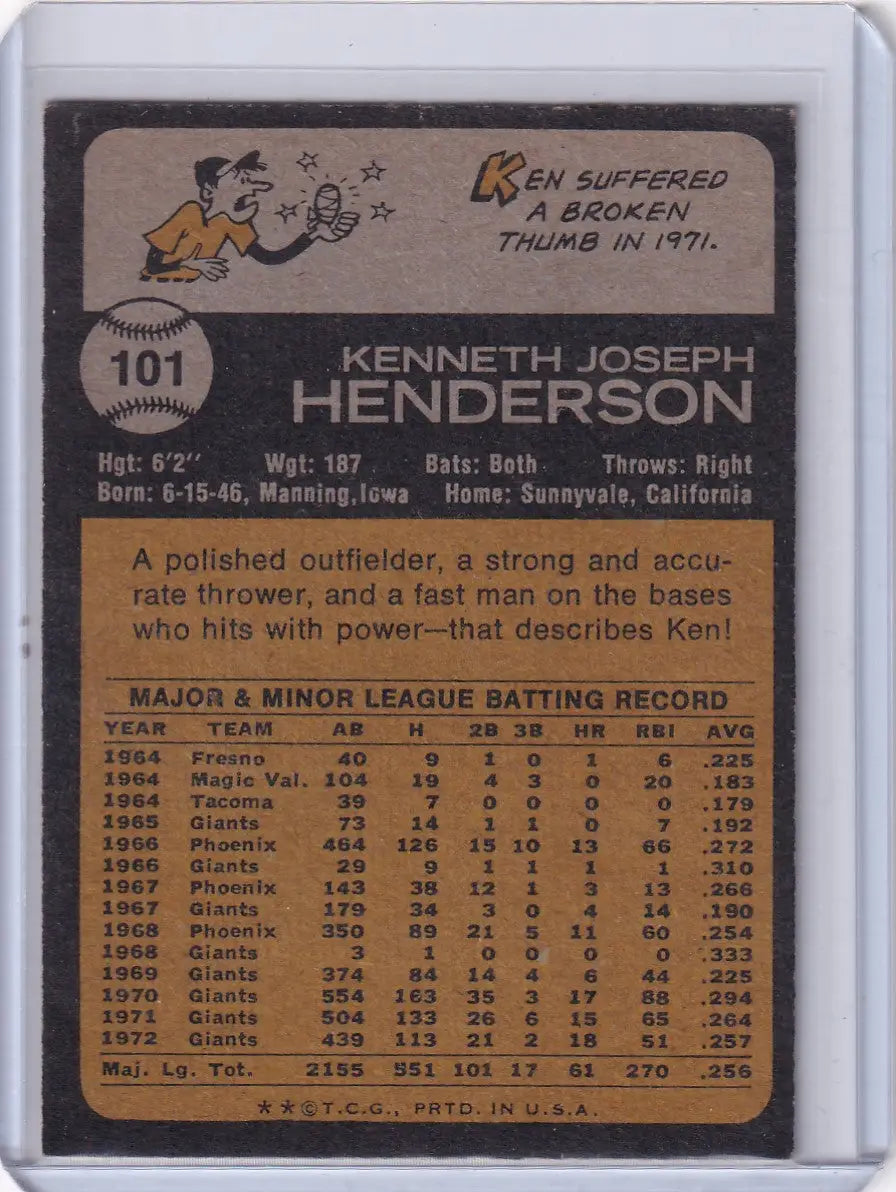 KEN SUFFERED
A BROKEN
THUMB IN 1971.
101
KENNETH JOSEPH
HENDERSON
Hgt: 6'2" Wgt: 187 Bats: Both Throws: Right
Born: 6-15-46, Manning, Iowa Home: Sunnyvale, California
A polished outfielder, a strong and accu-
rate thrower, and a fast man on the bases
who hits with power—that describes Ken!
MAJOR & MINOR LEAGUE BATTING RECORD
YEAR TEAM AB H 2B 3B HR RBI AVG
1964 Fresno 40 9 1 0 1 6 .225
1964 Magic Val. 104 19 4 3 0 20 .183
1964 Tacoma 39 7 0 0 0 0 .179
1965 Giants 73 14 1 1 0 7 .192
1966 Phoenix 464 126 15 10 13 66 .272
1966 Giants 29 9 1 1 1 1 .310
1967 Phoenix 143 38 12 1 3 13 .266
1967 Giants 179 34 3 0 4 14 .190
1968 Phoenix 350 89 21 5 11 60 .254
1968 Giants 3 1 0 0 0 0 .333
1969 Giants 374 84 14 4 6 44 .225
1970 Giants 554 163 35 3 17 88 .294
1971 Giants 504 133 26 6 15 65 .264
1972 Giants 439 113 21 2 18 51 .257
Maj. Lg. Tot. 2155 551 101 17 61 270 .256
**©T.C.G., PRTD. IN U.S.A.